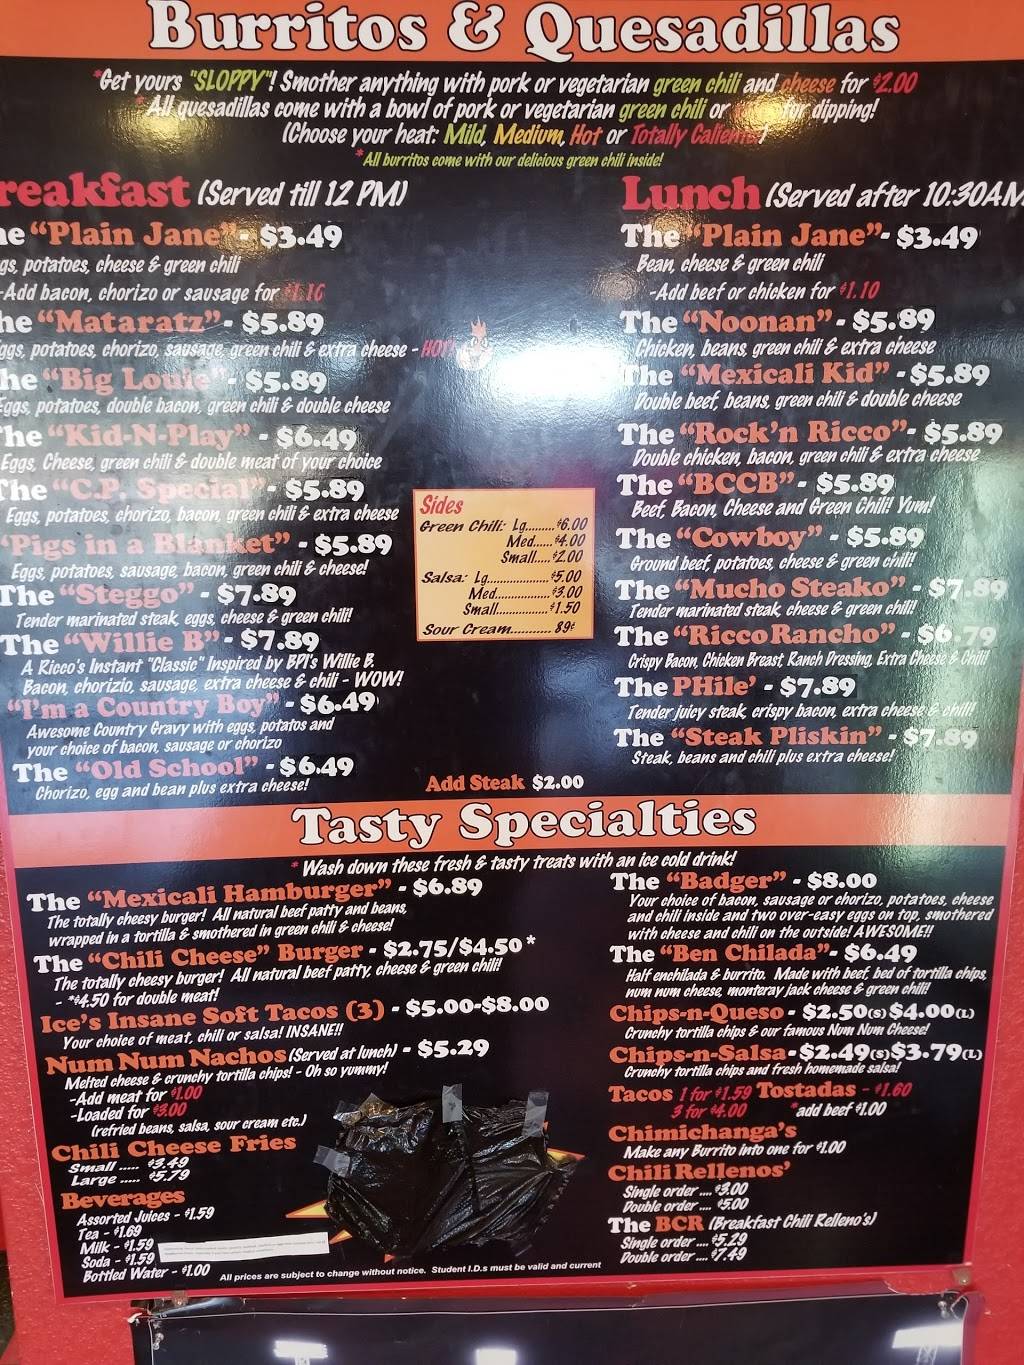 Burritos & Quesadillas
*Get yours "SLOPPY"! Smother anything with pork or vegetarian green chili and cheese for $2.00
*All quesadillas come with a bowl of pork or vegetarian green chili or for dipping!
(Choose your heat: Mild, Medium, Hot or Totally Caliente!)
*All burritos come with our delicious green chili inside!
reakfast (Served till 12 PM)
he "Plain Jane" - $3.49
gs, potatoes, cheese & green chili
-Add bacon, chorizo or sausage for $1.10
he "Mataratz" - $5.89
ggs, potatoes, chorizo, sausage, green chili & extra cheese - HOT
he "Big Louie" - $5.89
Eggs, potatoes, double bacon, green chili & double cheese
The "Kid-N-Play" - $6.49
Eggs, Cheese, green chili & double meat of your choice
The "C.P. Special" - $5.89
Eggs, potatoes, chorizo, bacon, green chili & extra cheese
"Pigs in a Blanket" - $5.89
Eggs, potatoes, sausage, bacon, green chili & cheese!
The "Steggo" - $7.89
Tender marinated steak, eggs, cheese & green chili!
The "Willie B" - $7.89
A Ricco's Instant "Classic" Inspired by BPI's Willie B.
Bacon, chorizio, sausage, extra cheese & chili - WOW!
"I'm a Country Boy" - $6.49
Awesome Country Gravy with eggs, potatos and
your choice of bacon, sausage or chorizo
The "Old School" - $6.49
Chorizo, egg and bean plus extra cheese!
Sides
Green Chili: Lg.........$6.00
Med......$4.00
Small.....$2.00
Salsa: Lg..................$5.00
Med................$3.00
Small...............$1.50
Sour Cream............ 89¢
Add Steak $2.00
Lunch (Served after 10:30AM
The "Plain Jane"- $3.49
Bean, cheese & green chili
-Add beef or chicken for $1.10
The "Noonan" - $5.89
Chicken, beans, green chili & extra cheese
The "Mexicali Kid" - $5.89
Double beef, beans, green chili & double cheese
The "Rock'n Ricco"- $5.89
Double chicken, bacon, green chili & extra cheese
The "BCCB" - $5.89
Beef, Bacon, Cheese and Green Chili! Yum!
The "Cowboy" - $5.89
Ground beef, potatoes, cheese & green chili!
The "Mucho Steako" - $7.89
Tender marinated steak, cheese & green chili!
The "Ricco Rancho" - $6.79
Crispy Bacon, Chicken Breast, Ranch Dressing, Extra Cheese & Chili!
The PHile' - $7.89
Tender juicy steak, crispy bacon, extra cheese & chili!
The "Steak Pliskin" - $7.89
Steak, beans and chili plus extra cheese!
Tasty Specialties
* Wash down these fresh & tasty treats with an ice cold drink!
The "Mexicali Hamburger" - $6.89
The totally cheesy burger! All natural beef patty and beans,
wrapped in a tortilla & smothered in green chili & cheese!
The "Chili Cheese" Burger - $2.75/$4.50*
The totally cheesy burger! All natural beef patty, cheese & green chili!
- *$4.50 for double meat!
Ice's Insane Soft Tacos (3) - $5.00-$8.00
Your choice of meat, chili or salsa! INSANE!!
Num Num Nachos (Served at lunch) - $5.29
Melted cheese & crunchy tortilla chips! - Oh so yummy!
-Add meat for $1.00
-Loaded for $3.00
(refried beans, salsa, sour cream etc.)
Chili Cheese Fries
Small ..... $3.49
Large ..... $5.79
Beverages
Assorted Juices - $1.59
Tea - $1.69
Milk - $1.59
Soda - $1.59
Bottled Water - $1.00
The "Badger" - $8.00
Your choice of bacon, sausage or chorizo, potatoes, cheese
and chili inside and two over-easy eggs on top, smothered
with cheese and chili on the outside! AWESOME!!
The "Ben Chilada"- $6.49
Half enchilada & burrito. Made with beef, bed of tortilla chips,
num num cheese, monteray jack cheese & green chili!
Chips-n-Queso - $2.50(S) $4.00(L)
Crunchy tortilla chips & our famous Num Num Cheese!
Chips-n-Salsa- $2.49(S) $3.79(L)
Crunchy tortilla chips and fresh homemade salsa!
Tacos 1 for $1.59 Tostadas - $1.60
3 for $4.00 *add beef $1.00
Chimichanga's
Make any Burrito into one for $1.00
Chili Rellenos'
Single order .... $3.00
Double order .... $5.00
The BCR (Breakfast Chili Relleno's)
Single order .... $5.29
Double order .... $7.49
All prices are subject to change without notice. Student I.D.s must be valid and current